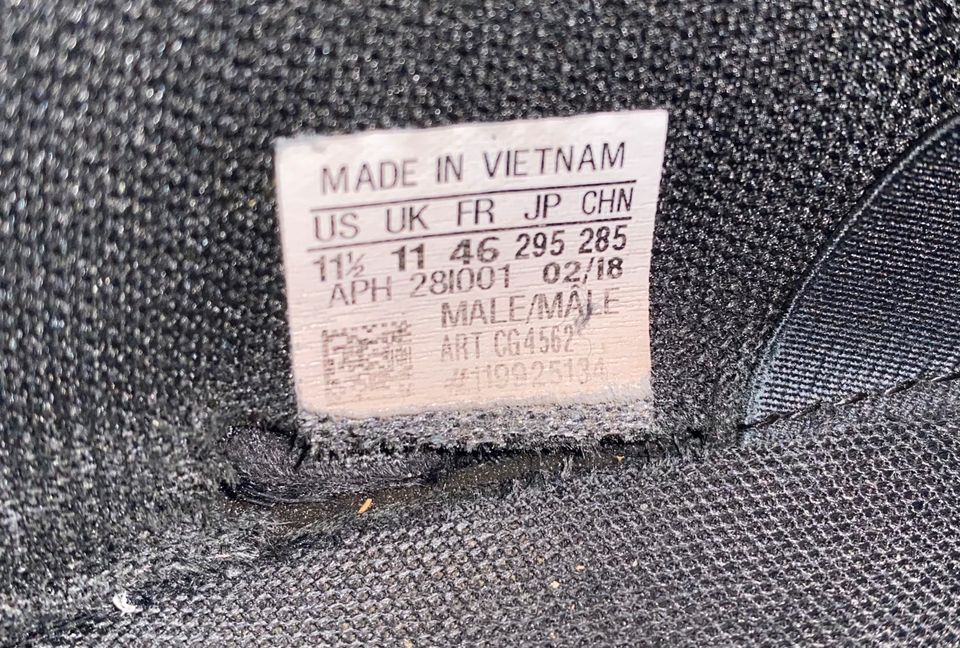 MADE IN VIETNAM
US UK FR JP CHN
11½ 11 46 295 285
APH 28I001 02/18
MALE/MÂLE
ART CG4562
#119925134